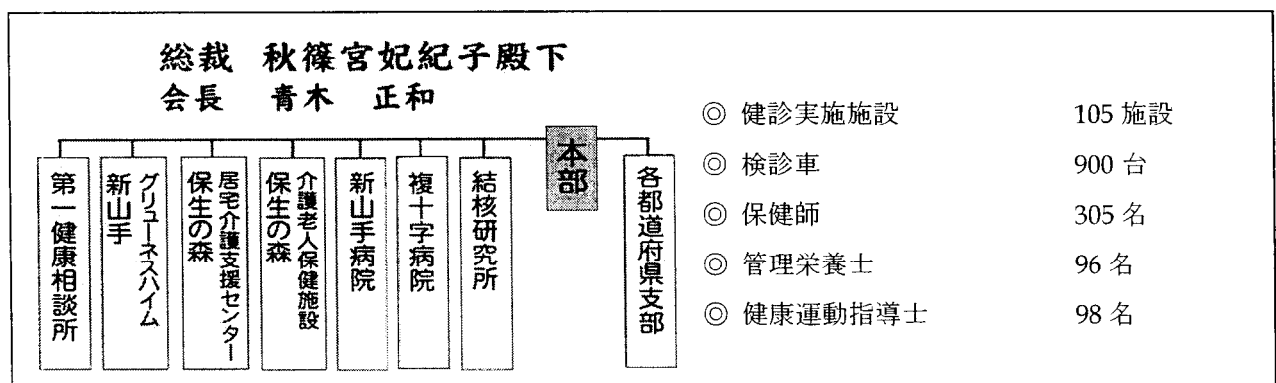 総裁 秋篠宮妃紀子殿下
会長 青木 正和
本部
各都道府県支部
結核研究所
複十字病院
新山手病院
介護老人保健施設
保生の森
居宅介護支援センター
保生の森
グリューネスハイム
新山手
第一健康相談所
◎ 健診実施施設 105 施設
◎ 検診車 900 台
◎ 保健師 305 名
◎ 管理栄養士 96 名
◎ 健康運動指導士 98 名